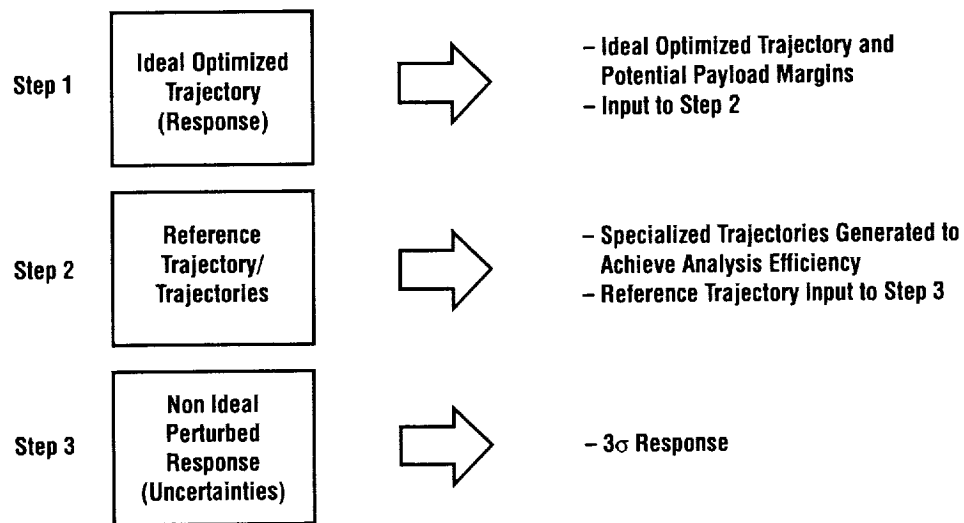 Step 1
Ideal Optimized
Trajectory
(Response)
– Ideal Optimized Trajectory and
Potential Payload Margins
– Input to Step 2
Step 2
Reference
Trajectory/
Trajectories
– Specialized Trajectories Generated to
Achieve Analysis Efficiency
– Reference Trajectory Input to Step 3
Step 3
Non Ideal
Perturbed
Response
(Uncertainties)
– 3σ Response